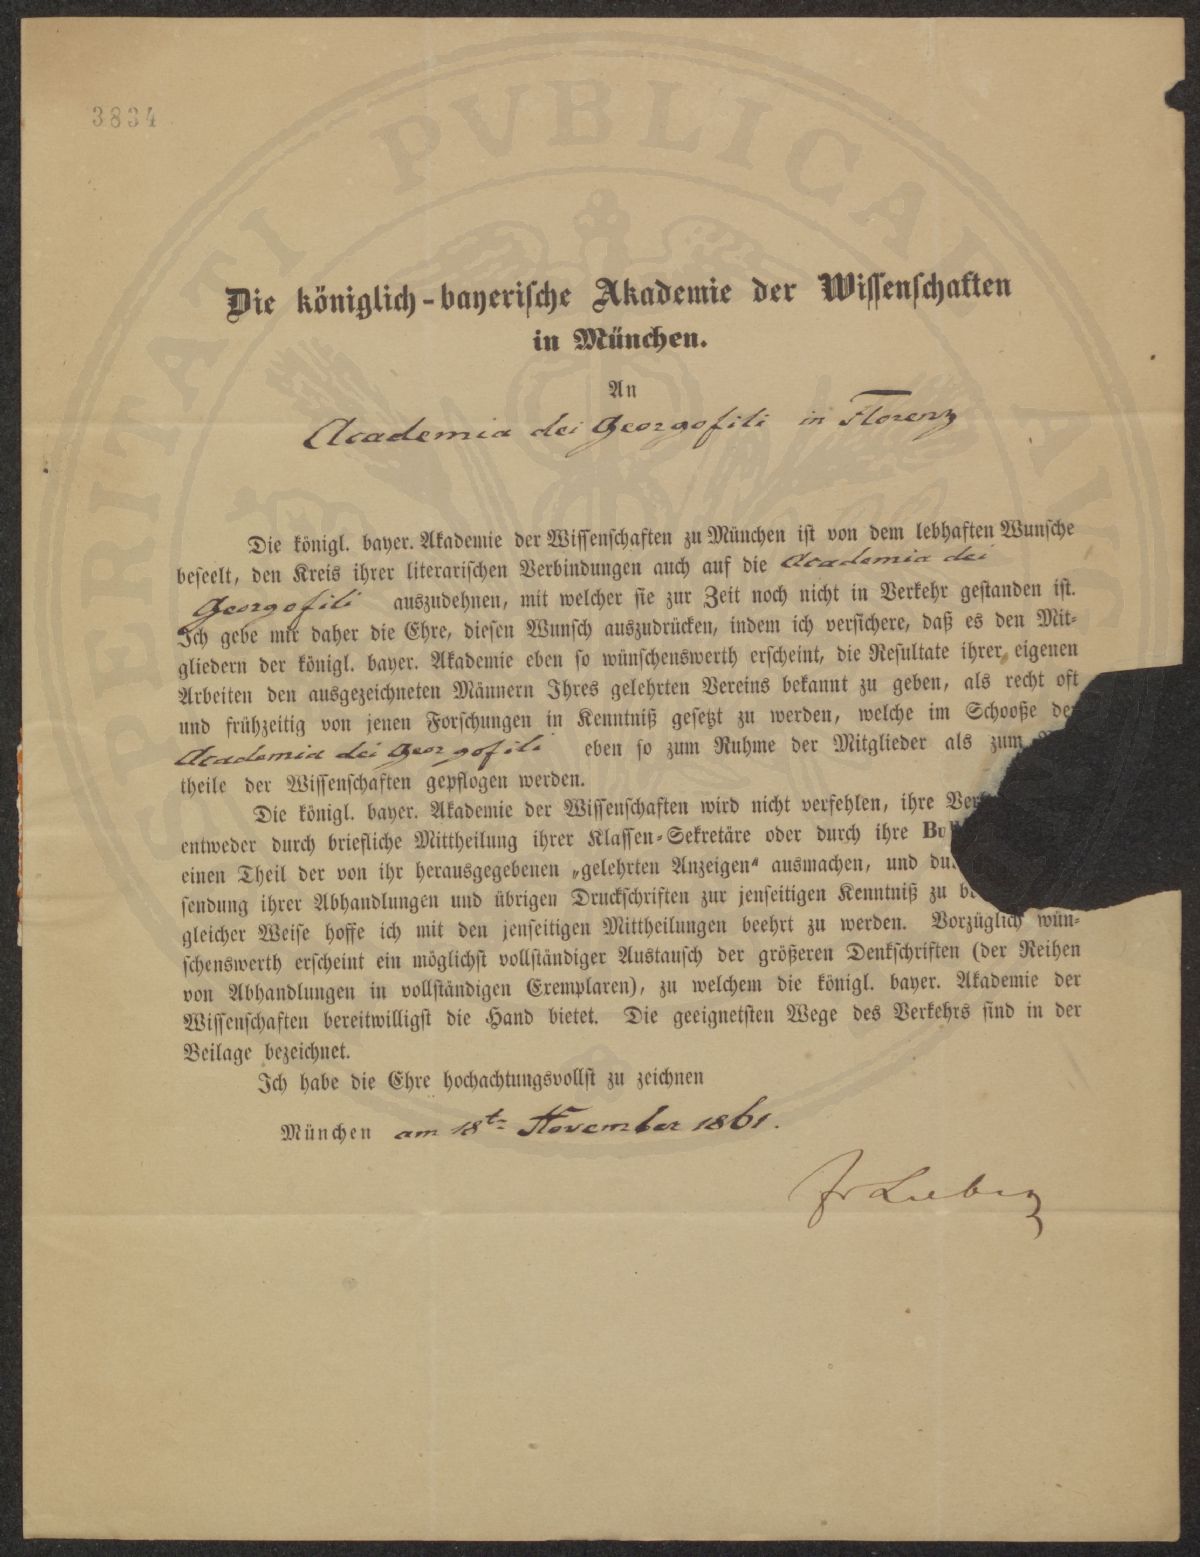 3834
PROSPERITATI PVBLICAE AVGENDAE
Die königlich-bayerische Akademie der Wissenschaften
in München.
An
Academia dei Georgofili in Florenz
Die königl. bayer. Akademie der Wissenschaften zu München ist von dem lebhaften Wunsche
beseelt, den Kreis ihrer literarischen Verbindungen auch auf die Academia dei
Georgofili auszudehnen, mit welcher sie zur Zeit noch nicht in Verkehr gestanden ist.
Ich gebe mir daher die Ehre, diesen Wunsch auszudrücken, indem ich versichere, daß es den Mit-
gliedern der königl. bayer. Akademie eben so wünschenswerth erscheint, die Resultate ihrer eigenen
Arbeiten den ausgezeichneten Männern Ihres gelehrten Vereins bekannt zu geben, als recht oft
und frühzeitig von jenen Forschungen in Kenntniß gesetzt zu werden, welche im Schooße der
Academia dei Georgofili eben so zum Ruhme der Mitglieder als zum
theile der Wissenschaften gepflogen werden.
Die königl. bayer. Akademie der Wissenschaften wird nicht verfehlen, ihre
entweder durch briefliche Mittheilung ihrer Klassen-Sekretäre oder durch ihre
einen Theil der von ihr herausgegebenen „gelehrten Anzeigen" ausmachen, und
sendung ihrer Abhandlungen und übrigen Druckschriften zur jenseitigen Kenntniß zu
gleicher Weise hoffe ich mit den jenseitigen Mittheilungen beehrt zu werden. Vorzüglich wün-
schenswerth erscheint ein möglichst vollständiger Austausch der größeren Denkschriften (der Reihen
von Abhandlungen in vollständigen Exemplaren), zu welchem die königl. bayer. Akademie der
Wissenschaften bereitwilligst die Hand bietet. Die geeignetsten Wege des Verkehrs sind in der
Beilage bezeichnet.
Ich habe die Ehre hochachtungsvollst zu zeichnen
München am 18ten November 1861.
Fr Liebig